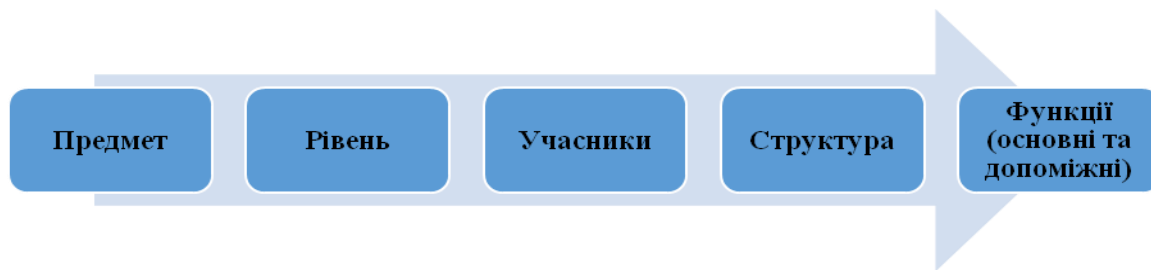 Предмет
Рівень
Учасники
Структура
Функції
(основні та
допоміжні)